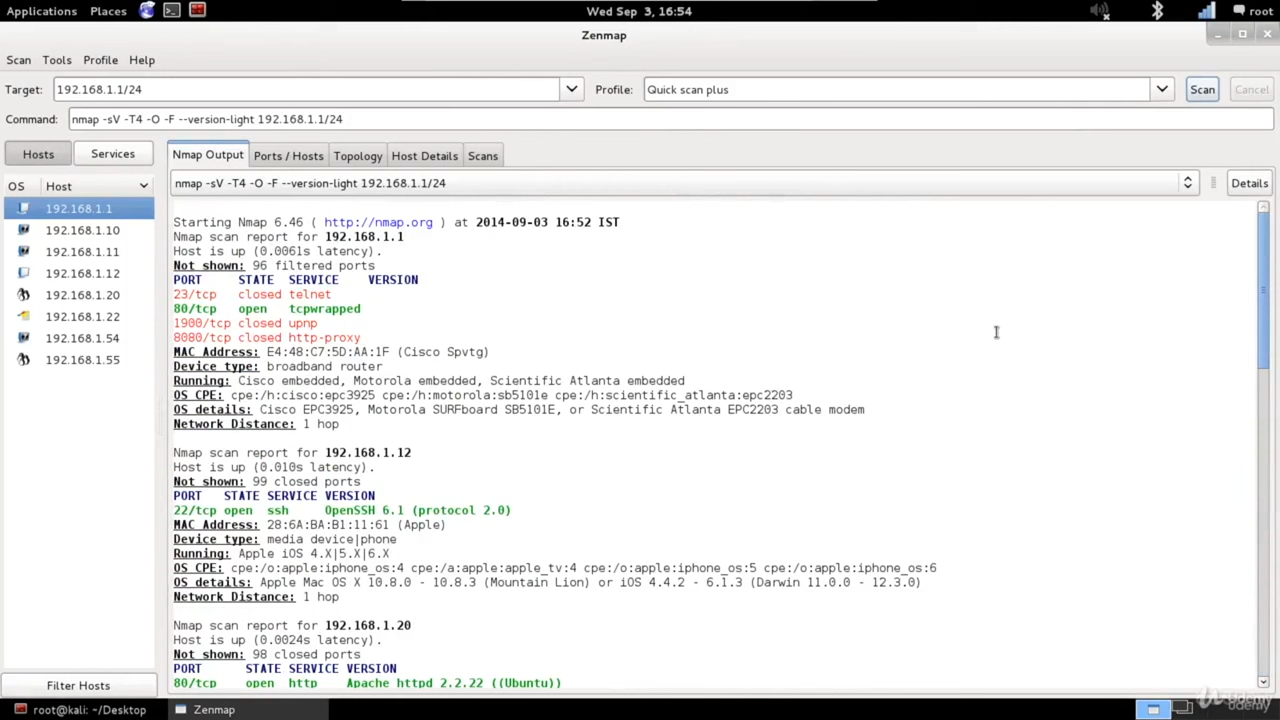 Applications Places Wed Sep 3, 16:54 root
Zenmap
Scan Tools Profile Help
Target: 192.168.1.1/24 Profile: Quick scan plus Scan Cancel
Command: nmap -sV -T4 -O -F --version-light 192.168.1.1/24
Hosts Services Nmap Output Ports / Hosts Topology Host Details Scans
OS Host
nmap -sV -T4 -O -F --version-light 192.168.1.1/24 Details
192.168.1.1
192.168.1.10
192.168.1.11
192.168.1.12
192.168.1.20
192.168.1.22
192.168.1.54
192.168.1.55
Filter Hosts
Starting Nmap 6.46 ( http://nmap.org ) at 2014-09-03 16:52 IST
Nmap scan report for 192.168.1.1
Host is up (0.0061s latency).
Not shown: 96 filtered ports
PORT STATE SERVICE VERSION
23/tcp closed telnet
80/tcp open tcpwrapped
1900/tcp closed upnp
8080/tcp closed http-proxy
MAC Address: E4:48:C7:5D:AA:1F (Cisco Spvtg)
Device type: broadband router
Running: Cisco embedded, Motorola embedded, Scientific Atlanta embedded
OS CPE: cpe:/h:cisco:epc3925 cpe:/h:motorola:sb5101e cpe:/h:scientific_atlanta:epc2203
OS details: Cisco EPC3925, Motorola SURFboard SB5101E, or Scientific Atlanta EPC2203 cable modem
Network Distance: 1 hop
Nmap scan report for 192.168.1.12
Host is up (0.010s latency).
Not shown: 99 closed ports
PORT STATE SERVICE VERSION
22/tcp open ssh OpenSSH 6.1 (protocol 2.0)
MAC Address: 28:6A:BA:B1:11:61 (Apple)
Device type: media device|phone
Running: Apple iOS 4.X|5.X|6.X
OS CPE: cpe:/o:apple:iphone_os:4 cpe:/a:apple:apple_tv:4 cpe:/o:apple:iphone_os:5 cpe:/o:apple:iphone_os:6
OS details: Apple Mac OS X 10.8.0 - 10.8.3 (Mountain Lion) or iOS 4.4.2 - 6.1.3 (Darwin 11.0.0 - 12.3.0)
Network Distance: 1 hop
Nmap scan report for 192.168.1.20
Host is up (0.0024s latency).
Not shown: 98 closed ports
PORT STATE SERVICE VERSION
80/tcp open http Apache httpd 2.2.22 ((Ubuntu))
root@kali: ~/Desktop Zenmap
Udemy